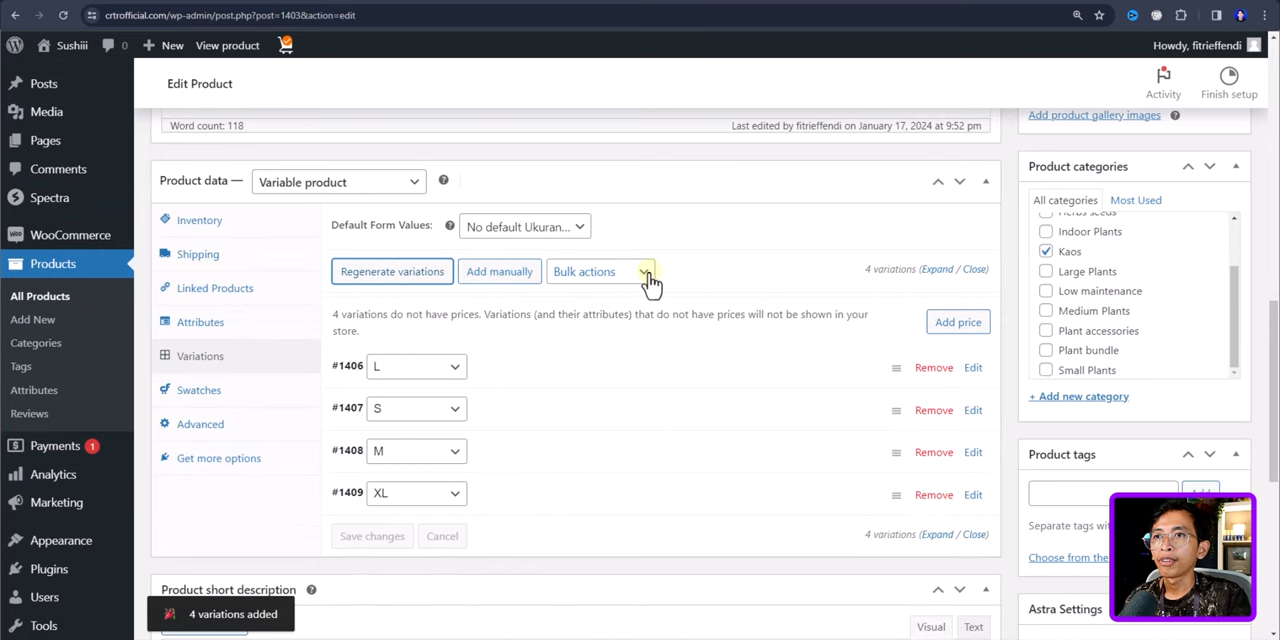 crtrofficial.com/wp-admin/post.php?post=1403&action=edit
Sushiii 0 New View product
Howdy, fitrieffendi
Posts
Media
Pages
Comments
Spectra
WooCommerce
Products
All Products
Add New
Categories
Tags
Attributes
Reviews
Payments 1
Analytics
Marketing
Appearance
Plugins
Users
Tools
Edit Product
Activity
Finish setup
Word count: 118
Last edited by fitrieffendi on January 17, 2024 at 9:52 pm
Product data — Variable product
Inventory
Shipping
Linked Products
Attributes
Variations
Swatches
Advanced
Get more options
Default Form Values: No default Ukuran...
Regenerate variations Add manually Bulk actions 4 variations (Expand / Close)
4 variations do not have prices. Variations (and their attributes) that do not have prices will not be shown in your
store.
Add price
#1406 L Remove Edit
#1407 S Remove Edit
#1408 M Remove Edit
#1409 XL Remove Edit
Save changes Cancel 4 variations (Expand / Close)
Product short description
4 variations added
Visual Text
Add product gallery images
Product categories
All categories Most Used
Herbs seeds
Indoor Plants
Kaos
Large Plants
Low maintenance
Medium Plants
Plant accessories
Plant bundle
Small Plants
+ Add new category
Product tags
Add
Separate tags with
Choose from the
Astra Settings